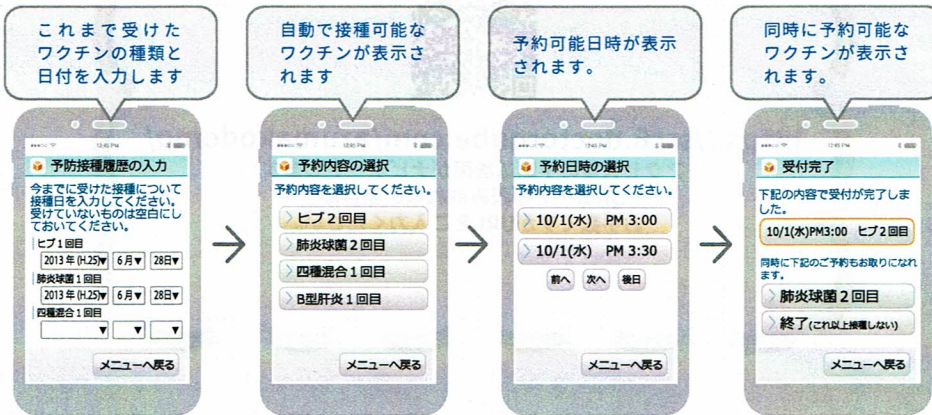 これまで受けた
ワクチンの種類と
日付を入力します
12:45 PM
予防接種履歴の入力
今までに受けた接種について
接種日を入力してください。
受けていないものは空白にし
ておいてください。
ヒブ1回目
2013年(H.25)▼ 6月▼ 28日▼
肺炎球菌1回目
2013年(H.25)▼ 6月▼ 28日▼
四種混合1回目
▼ ▼ ▼
メニューへ戻る
自動で接種可能な
ワクチンが表示さ
れます
12:45 PM
予約内容の選択
予約内容を選択してください。
ヒブ2回目
肺炎球菌2回目
四種混合1回目
B型肝炎1回目
メニューへ戻る
予約可能日時が表示
されます。
12:45 PM
予約日時の選択
予約内容を選択してください。
10/1(水) PM 3:00
10/1(水) PM 3:30
前へ 次へ 後日
メニューへ戻る
同時に予約可能な
ワクチンが表示さ
れます。
12:45 PM
受付完了
下記の内容で受付が完了しま
した。
10/1(水)PM3:00 ヒブ2回目
同時に下記のご予約もお取りになれ
ます。
肺炎球菌2回目
終了(これ以上接種しない)
メニューへ戻る